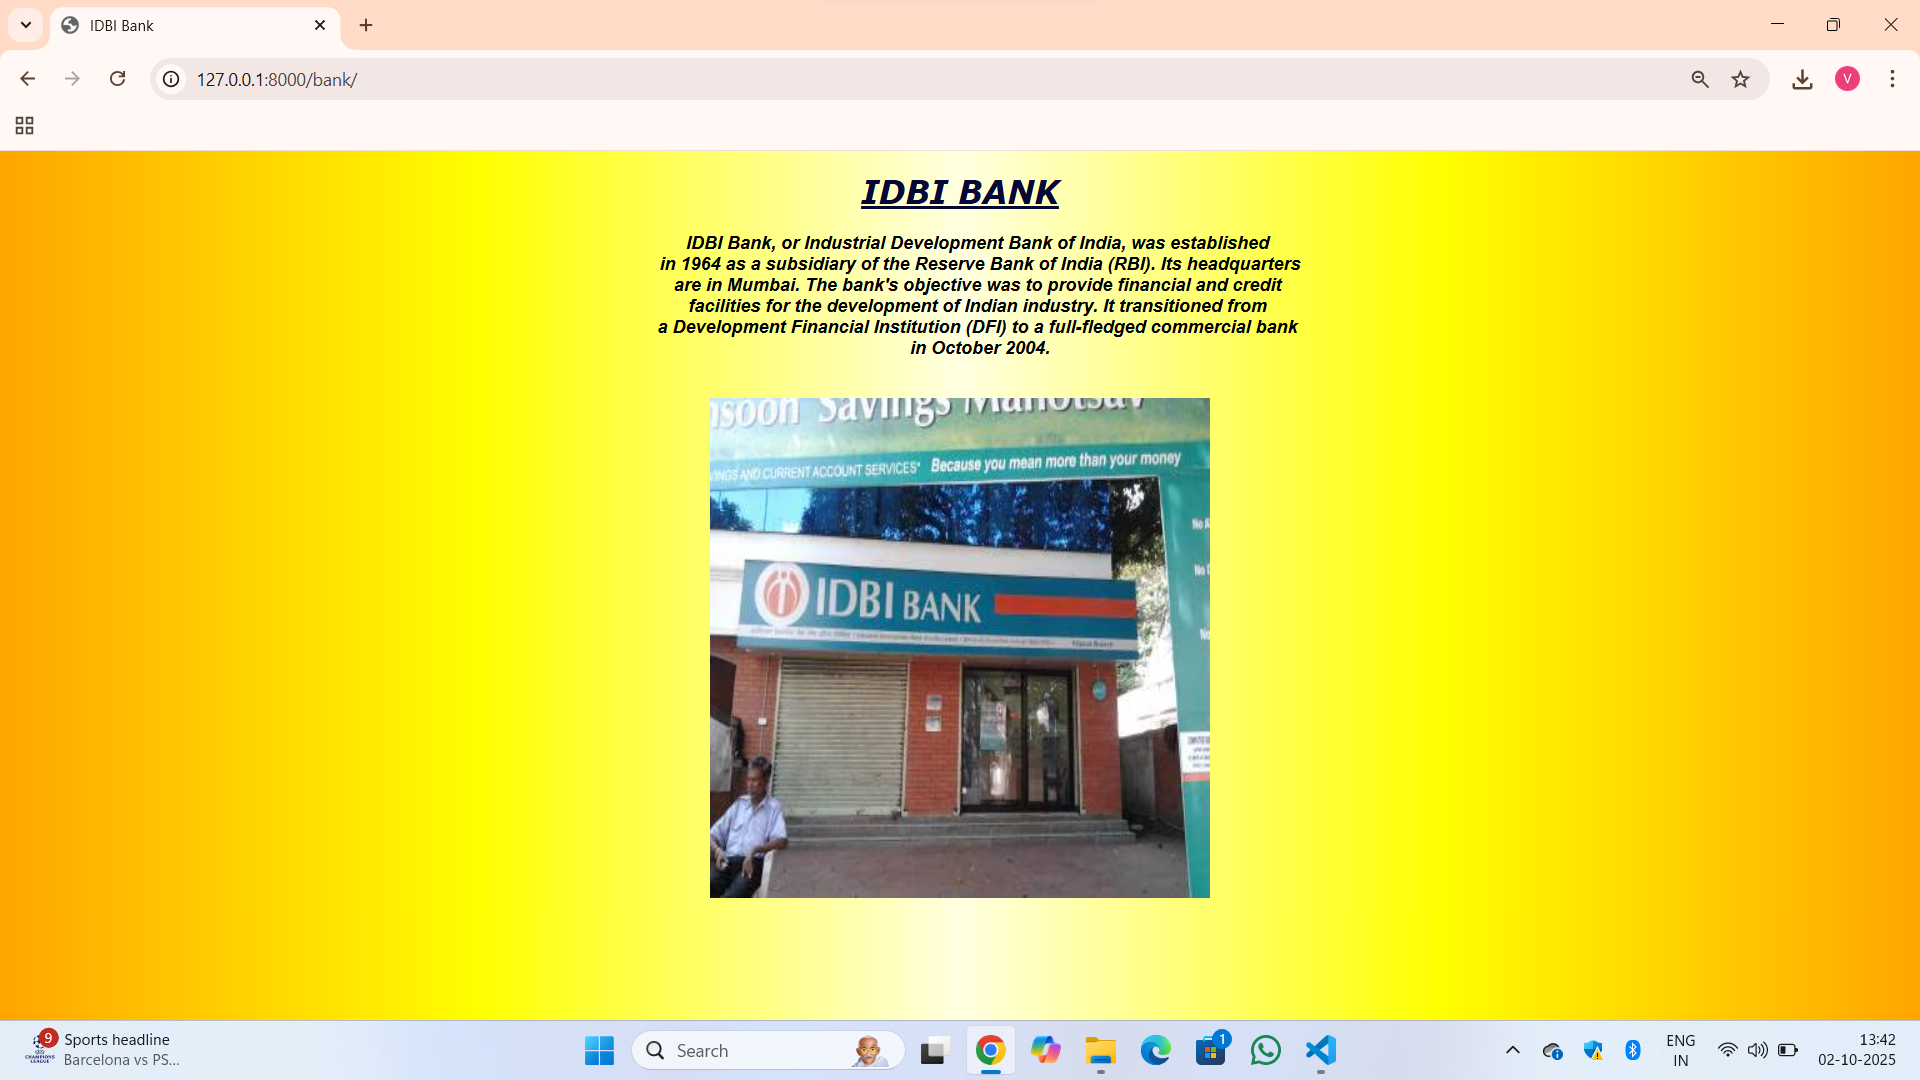 IDBI Bank
127.0.0.1:8000/bank/
V
IDBI BANK
IDBI Bank, or Industrial Development Bank of India, was established
in 1964 as a subsidiary of the Reserve Bank of India (RBI). Its headquarters
are in Mumbai. The bank's objective was to provide financial and credit
facilities for the development of Indian industry. It transitioned from
a Development Financial Institution (DFI) to a full-fledged commercial bank
in October 2004.
nsoon Savings Mahotsav
VINGS AND CURRENT ACCOUNT SERVICES* Because you mean more than your money
No
No
IDBI BANK
No
9
Sports headline
Barcelona vs PS...
Search
1
ENG
IN
13:42
02-10-2025